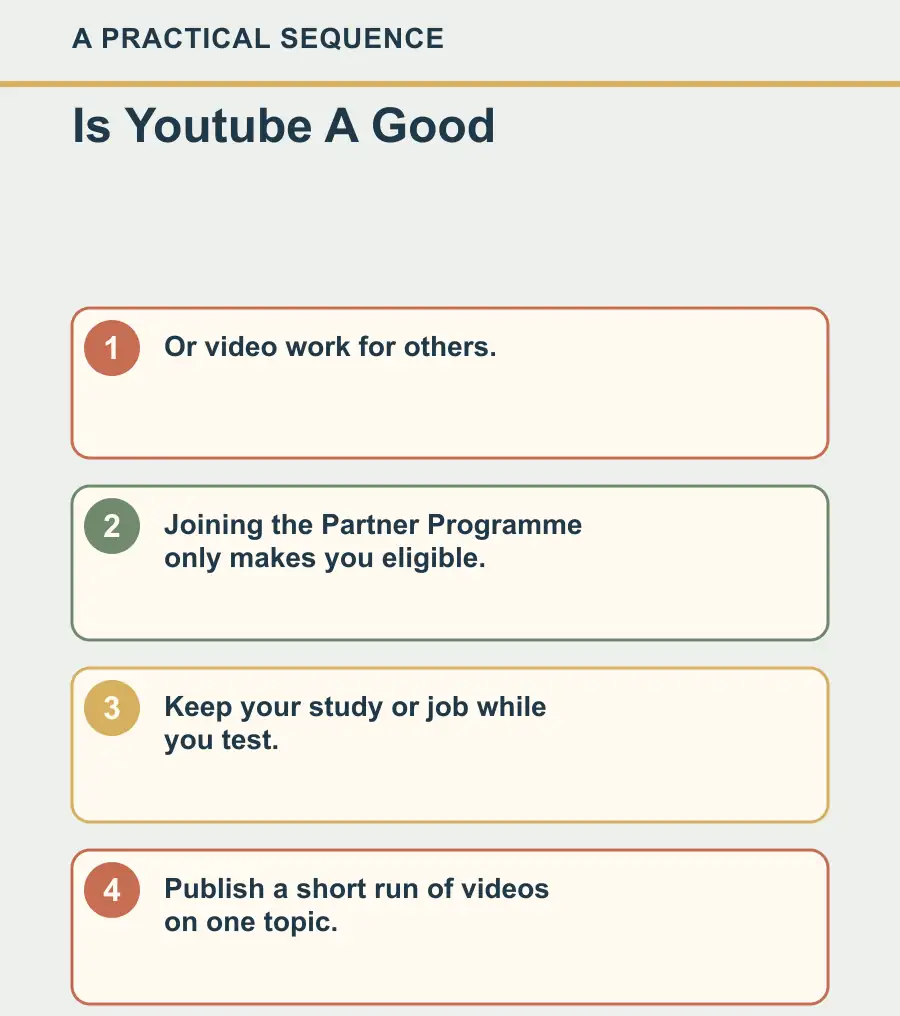 A PRACTICAL SEQUENCE
Is Youtube A Good
1
Or video work for others.
2
Joining the Partner Programme
only makes you eligible.
3
Keep your study or job while
you test.
4
Publish a short run of videos
on one topic.